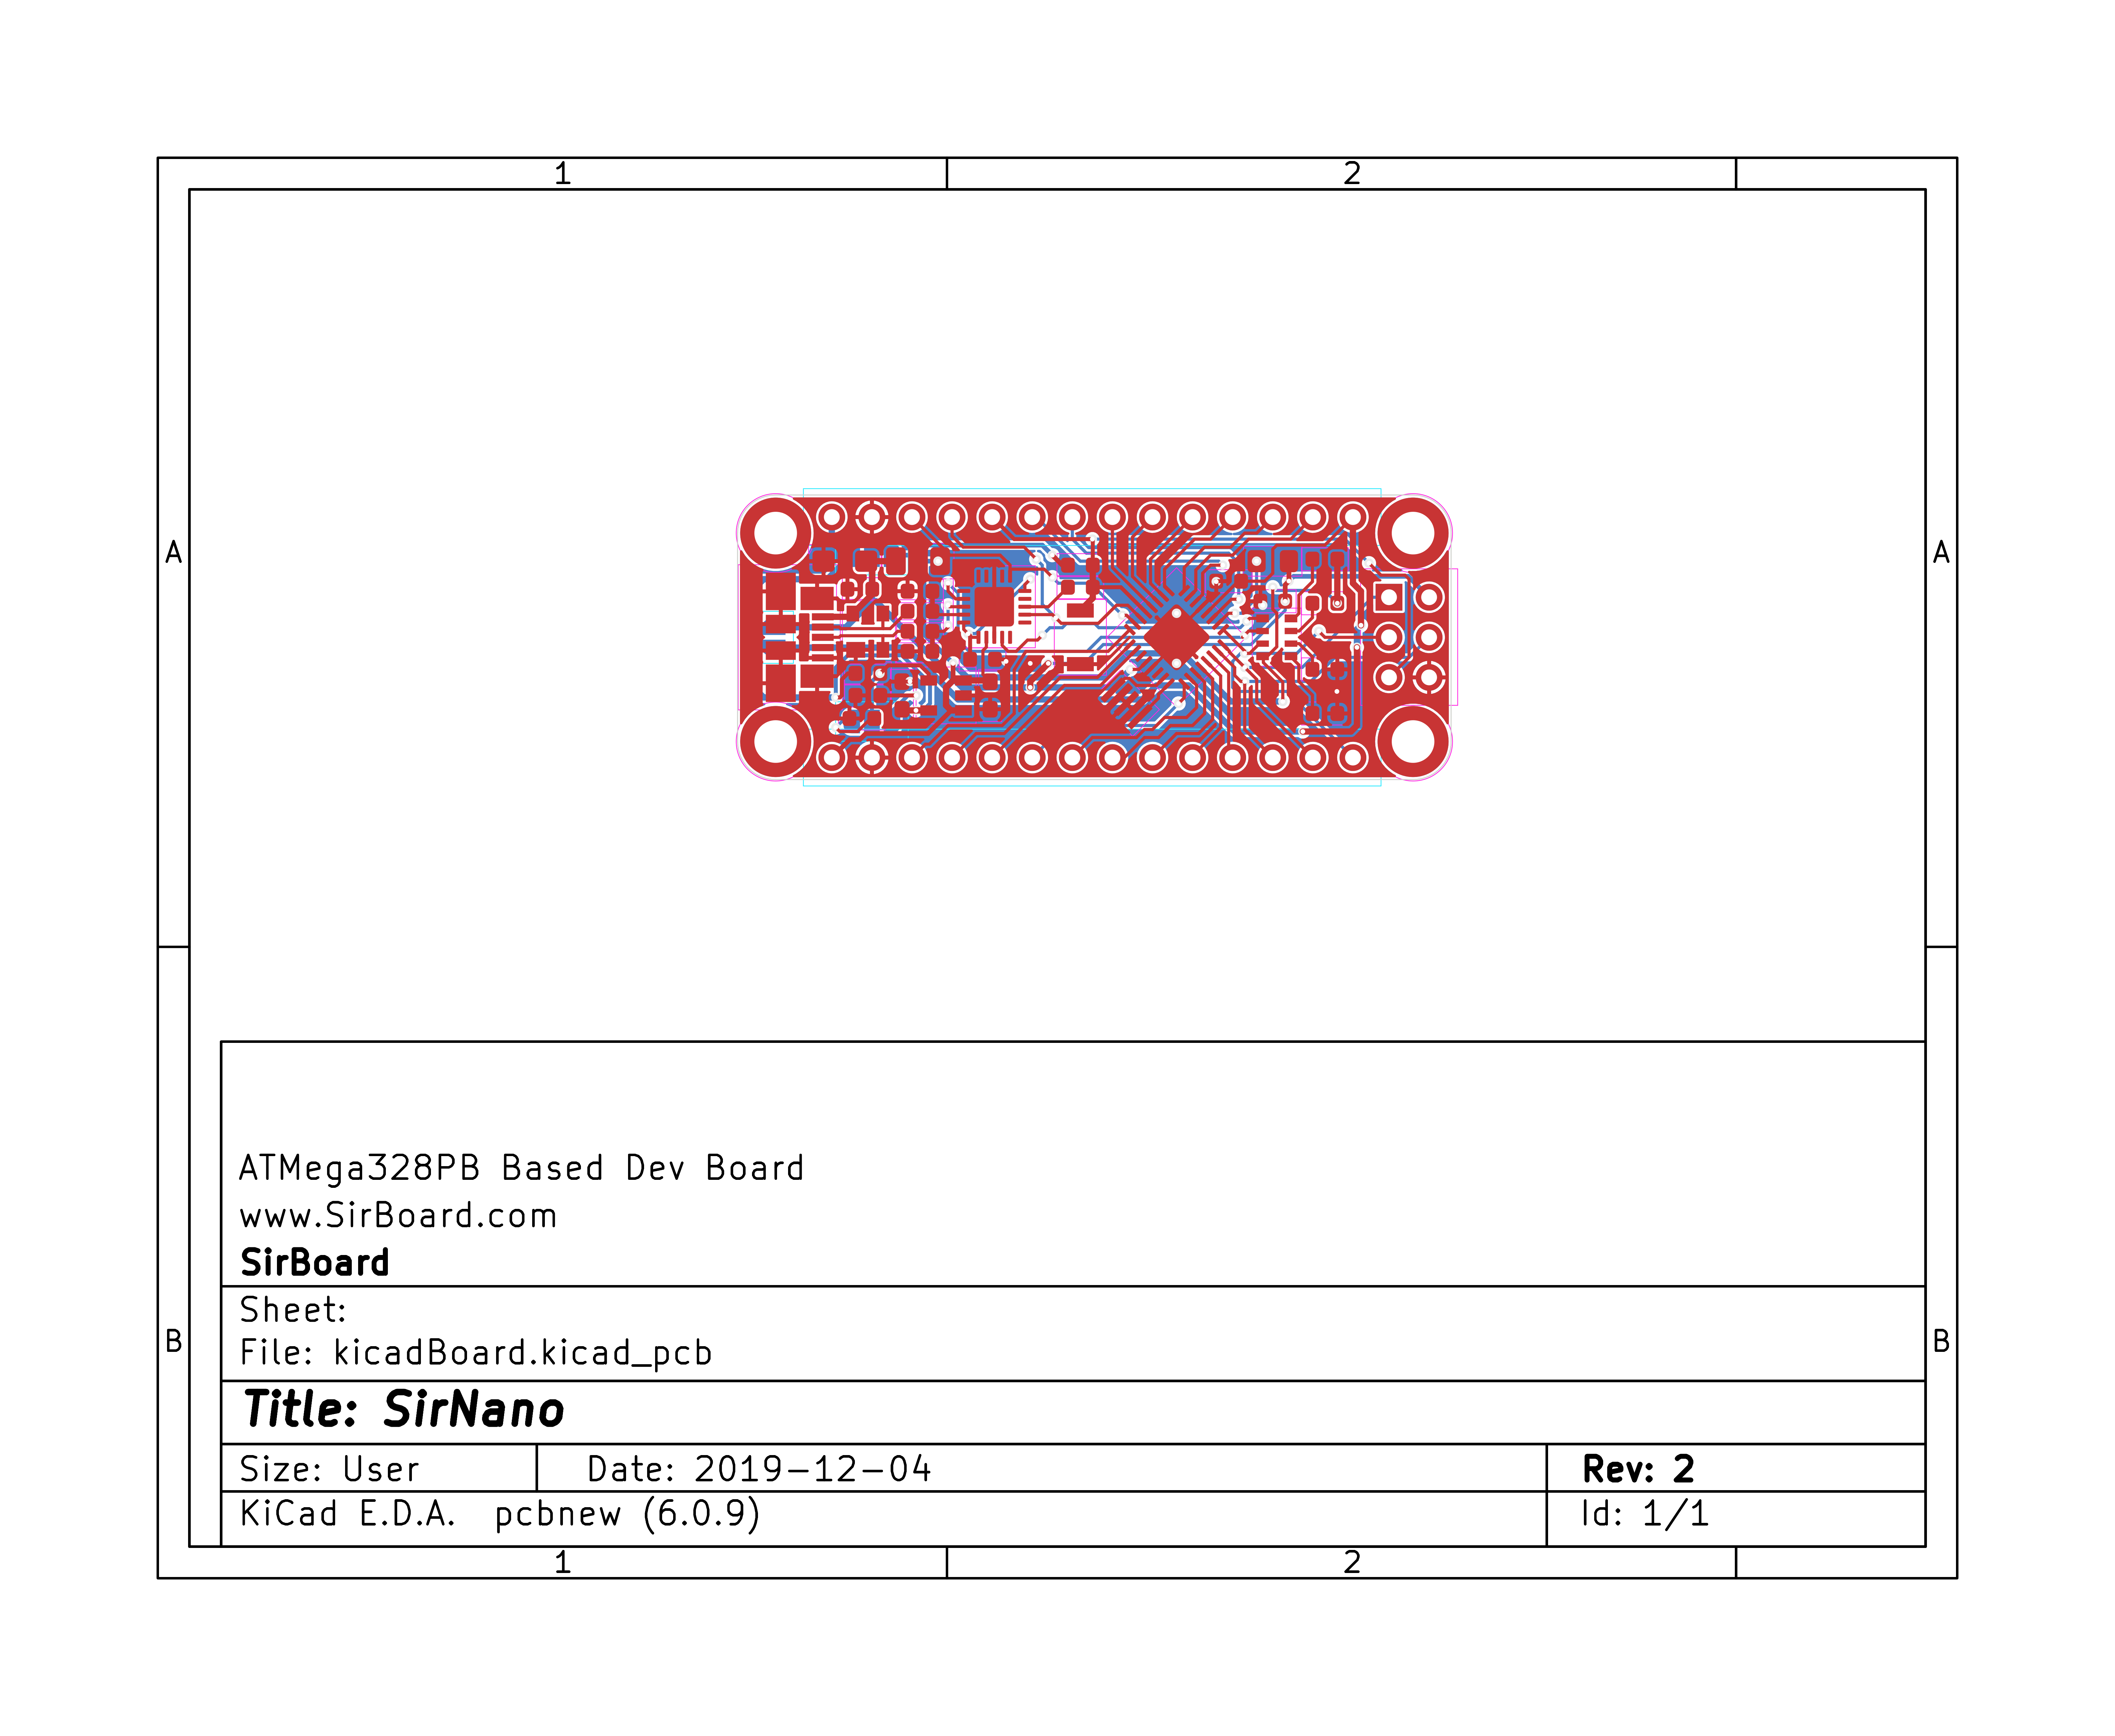 1 2
A A
ATMega328PB Based Dev Board
www.SirBoard.com
SirBoard
Sheet:
File: kicadBoard.kicad_pcb
B B
Title: SirNano
Size: User Date: 2019-12-04 Rev: 2
KiCad E.D.A. pcbnew (6.0.9) Id: 1/1
1 2